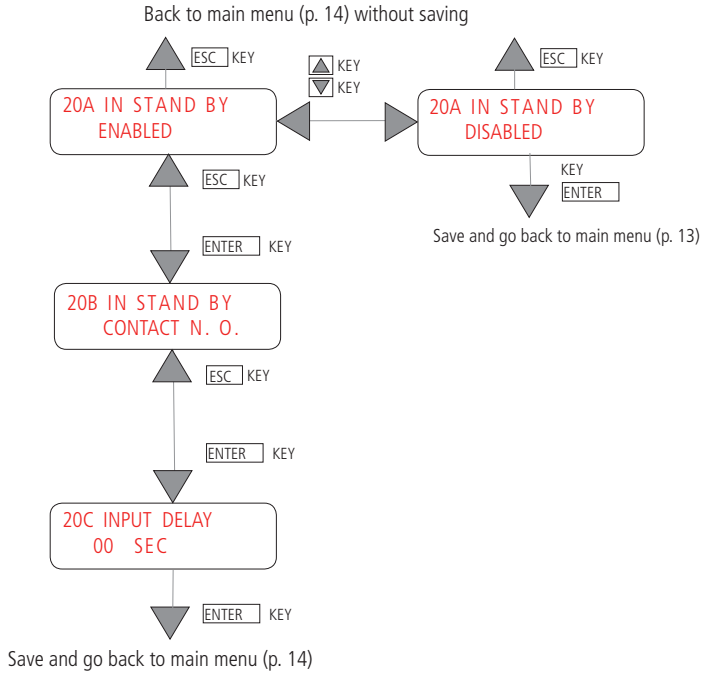 Back to main menu (p. 14) without saving
ESC KEY
KEY
KEY
ESC KEY
20A IN STAND BY
ENABLED
20A IN STAND BY
DISABLED
ESC KEY
KEY
ENTER
Save and go back to main menu (p. 13)
ENTER KEY
20B IN STAND BY
CONTACT N. O.
ESC KEY
ENTER KEY
20C INPUT DELAY
00 SEC
ENTER KEY
Save and go back to main menu (p. 14)